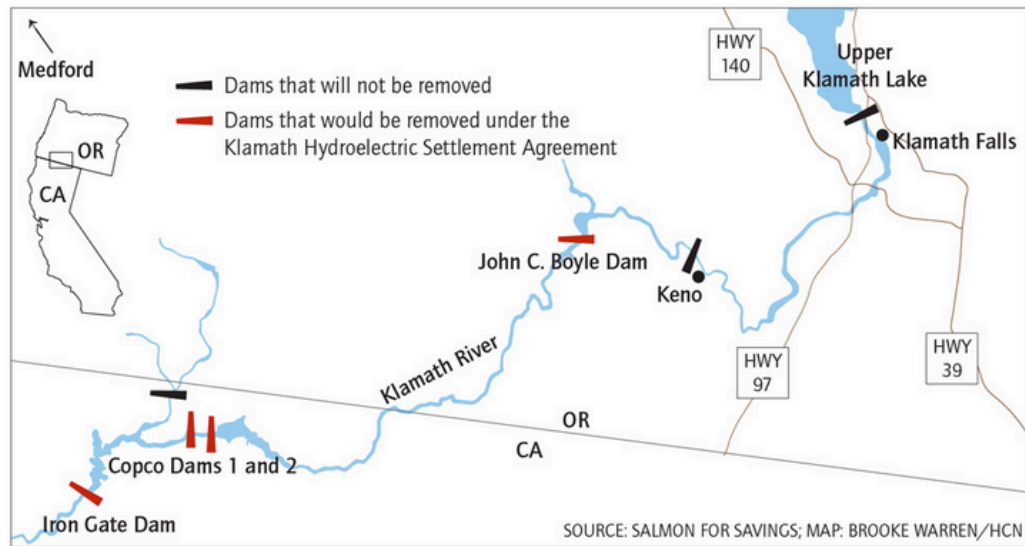 Medford
OR
CA
Dams that will not be removed
Dams that would be removed under the
Klamath Hydroelectric Settlement Agreement
HWY
140
Upper
Klamath Lake
Klamath Falls
John C. Boyle Dam
Keno
Klamath River
HWY
97
HWY
39
OR
CA
Copco Dams 1 and 2
Iron Gate Dam
SOURCE: SALMON FOR SAVINGS; MAP: BROOKE WARREN/HCN